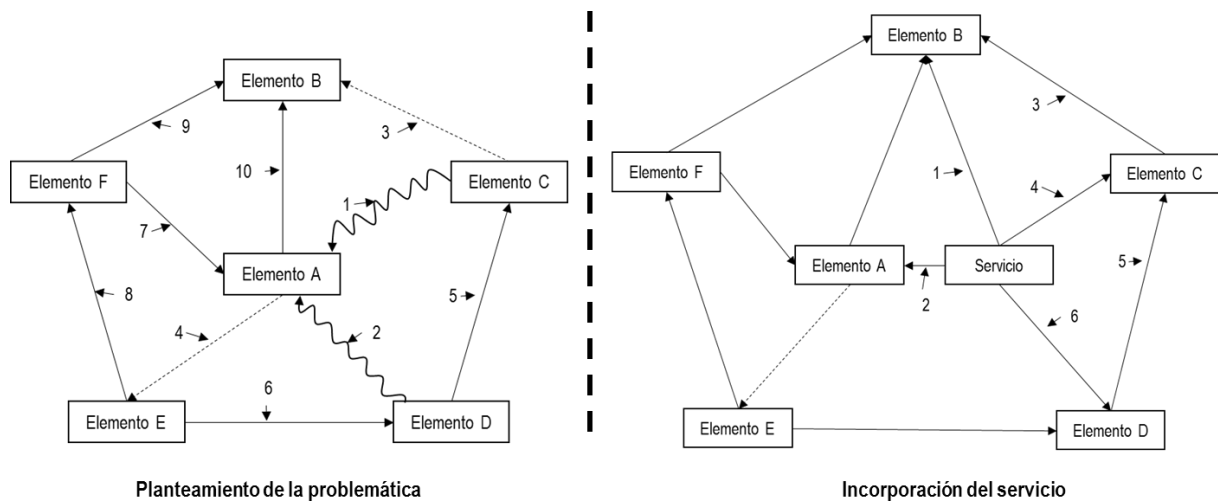 Elemento B
9
3
10
Elemento F
Elemento C
1
7
Elemento A
8
5
4
2
6
Elemento E
Elemento D
Planteamiento de la problemática
Elemento B
3
Elemento F
1
4
Elemento C
Elemento A
Servicio
5
2
6
Elemento E
Elemento D
Incorporación del servicio